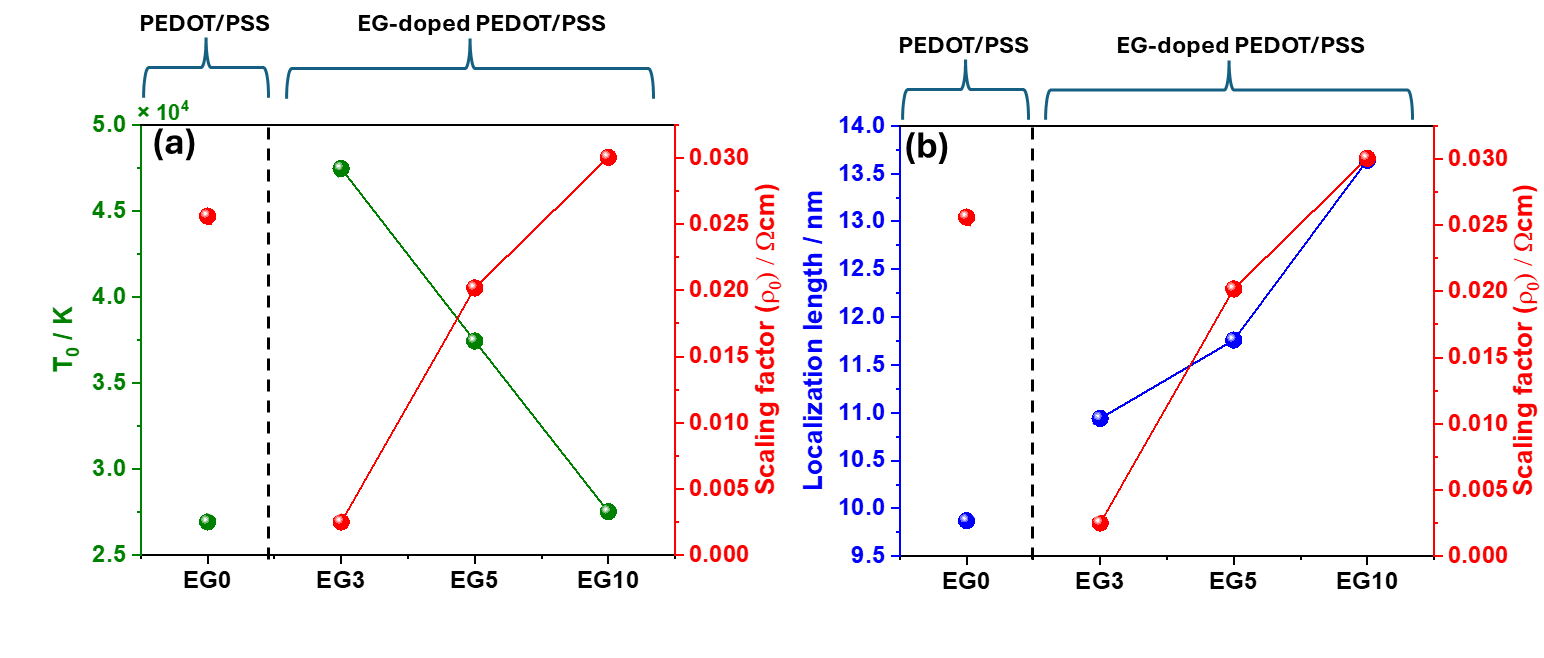 PEDOT/PSS
EG-doped PEDOT/PSS
× 10⁴
(a)
5.0
4.5
4.0
3.5
3.0
2.5
T₀ / K
0.030
0.025
0.020
0.015
0.010
0.005
0.000
Scaling factor (ρ₀) / Ωcm)
EG0
EG3
EG5
EG10
PEDOT/PSS
EG-doped PEDOT/PSS
(b)
14.0
13.5
13.0
12.5
12.0
11.5
11.0
10.5
10.0
9.5
Localization length / nm
0.030
0.025
0.020
0.015
0.010
0.005
0.000
Scaling factor (ρ₀) / Ωcm)
EG0
EG3
EG5
EG10